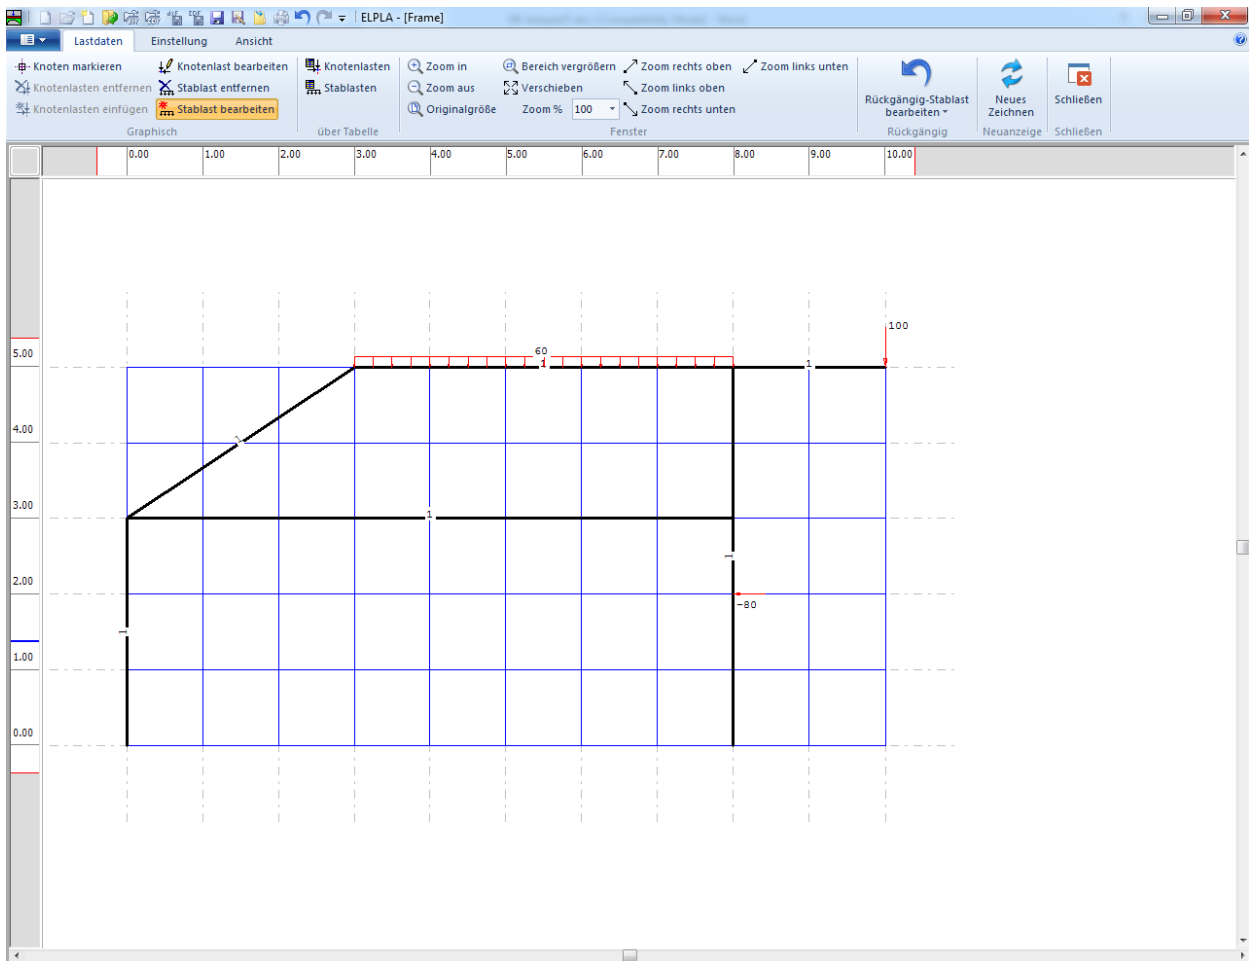 ELPLA - [Frame]
Lastdaten Einstellung Ansicht
Knoten markieren Knotenlast bearbeiten Knotenlasten Zoom in Bereich vergrößern Zoom rechts oben Zoom links unten
Knotenlasten entfernen Stablast entfernen Stablasten Zoom aus Verschieben Zoom links oben
Knotenlasten einfügen Stablast bearbeiten Originalgröße Zoom % 100 Zoom rechts unten
Rückgängig-Stablast bearbeiten
Neues Zeichnen
Schließen
Graphisch über Tabelle Fenster Rückgängig Neuanzeige Schließen
0.00 1.00 2.00 3.00 4.00 5.00 6.00 7.00 8.00 9.00 10.00
100
5.00
60
1 1
4.00
1
3.00
1
1
2.00
-80
1
1.00
0.00